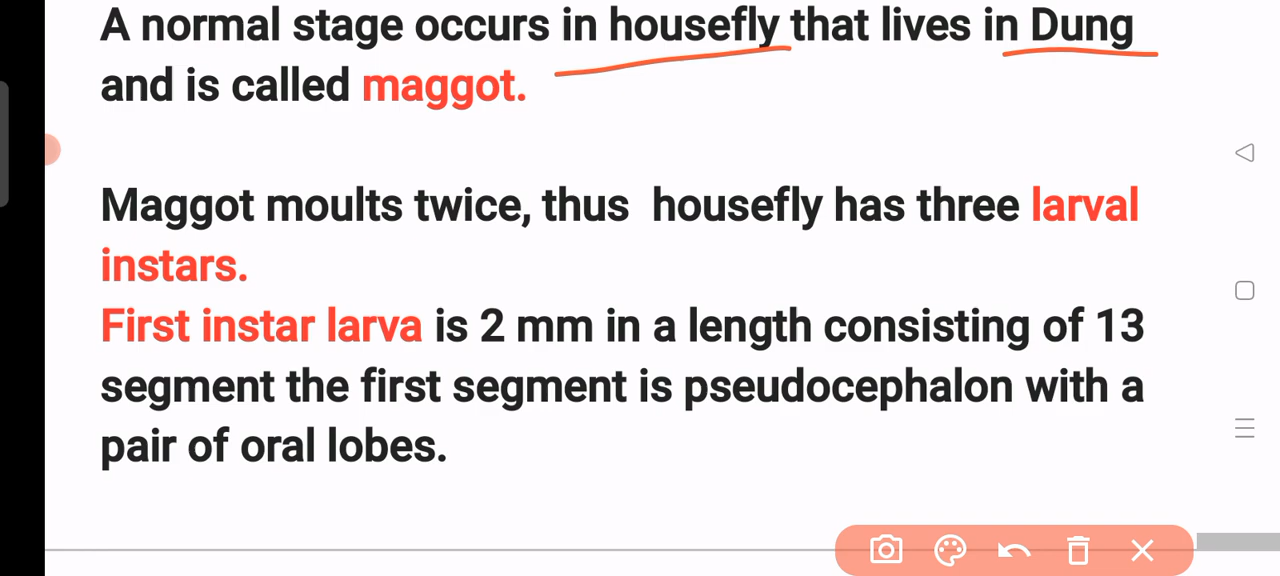 A normal stage occurs in housefly that lives in Dung
and is called maggot.
Maggot moults twice, thus housefly has three larval
instars.
First instar larva is 2 mm in a length consisting of 13
segment the first segment is pseudocephalon with a
pair of oral lobes.